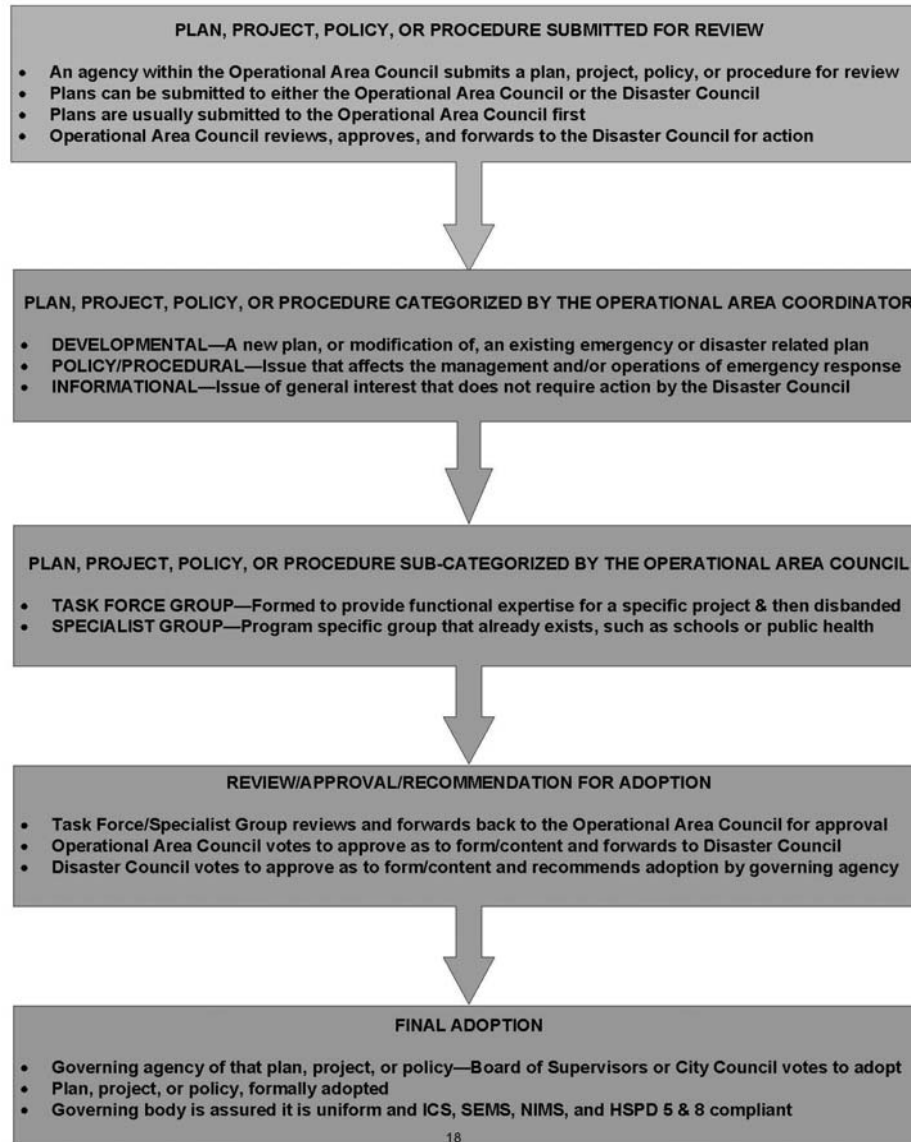 PLAN, PROJECT, POLICY, OR PROCEDURE SUBMITTED FOR REVIEW
• An agency within the Operational Area Council submits a plan, project, policy, or procedure for review
• Plans can be submitted to either the Operational Area Council or the Disaster Council
• Plans are usually submitted to the Operational Area Council first
• Operational Area Council reviews, approves, and forwards to the Disaster Council for action
PLAN, PROJECT, POLICY, OR PROCEDURE CATEGORIZED BY THE OPERATIONAL AREA COORDINATOR
• DEVELOPMENTAL—A new plan, or modification of, an existing emergency or disaster related plan
• POLICY/PROCEDURAL—Issue that affects the management and/or operations of emergency response
• INFORMATIONAL—Issue of general interest that does not require action by the Disaster Council
PLAN, PROJECT, POLICY, OR PROCEDURE SUB-CATEGORIZED BY THE OPERATIONAL AREA COUNCIL
• TASK FORCE GROUP—Formed to provide functional expertise for a specific project & then disbanded
• SPECIALIST GROUP—Program specific group that already exists, such as schools or public health
REVIEW/APPROVAL/RECOMMENDATION FOR ADOPTION
• Task Force/Specialist Group reviews and forwards back to the Operational Area Council for approval
• Operational Area Council votes to approve as to form/content and forwards to Disaster Council
• Disaster Council votes to approve as to form/content and recommends adoption by governing agency
FINAL ADOPTION
• Governing agency of that plan, project, or policy—Board of Supervisors or City Council votes to adopt
• Plan, project, or policy, formally adopted
• Governing body is assured it is uniform and ICS, SEMS, NIMS, and HSPD 5 & 8 compliant
18